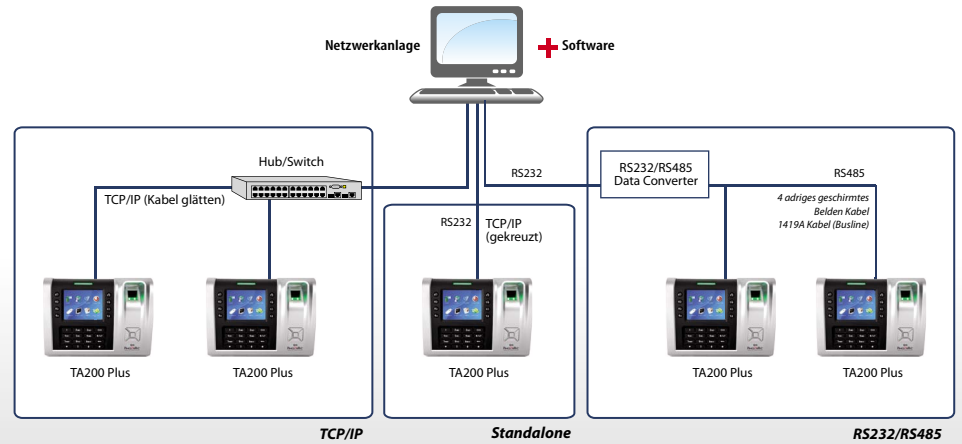 Netzwerkanlage
Software
Hub/Switch
TCP/IP (Kabel glätten)
TA200 Plus
TA200 Plus
TCP/IP
RS232
TCP/IP
(gekreuzt)
TA200 Plus
Standalone
RS232
RS232/RS485
Data Converter
RS485
4 adriges geschirmtes
Belden Kabel
1419A Kabel (Busline)
TA200 Plus
TA200 Plus
RS232/RS485